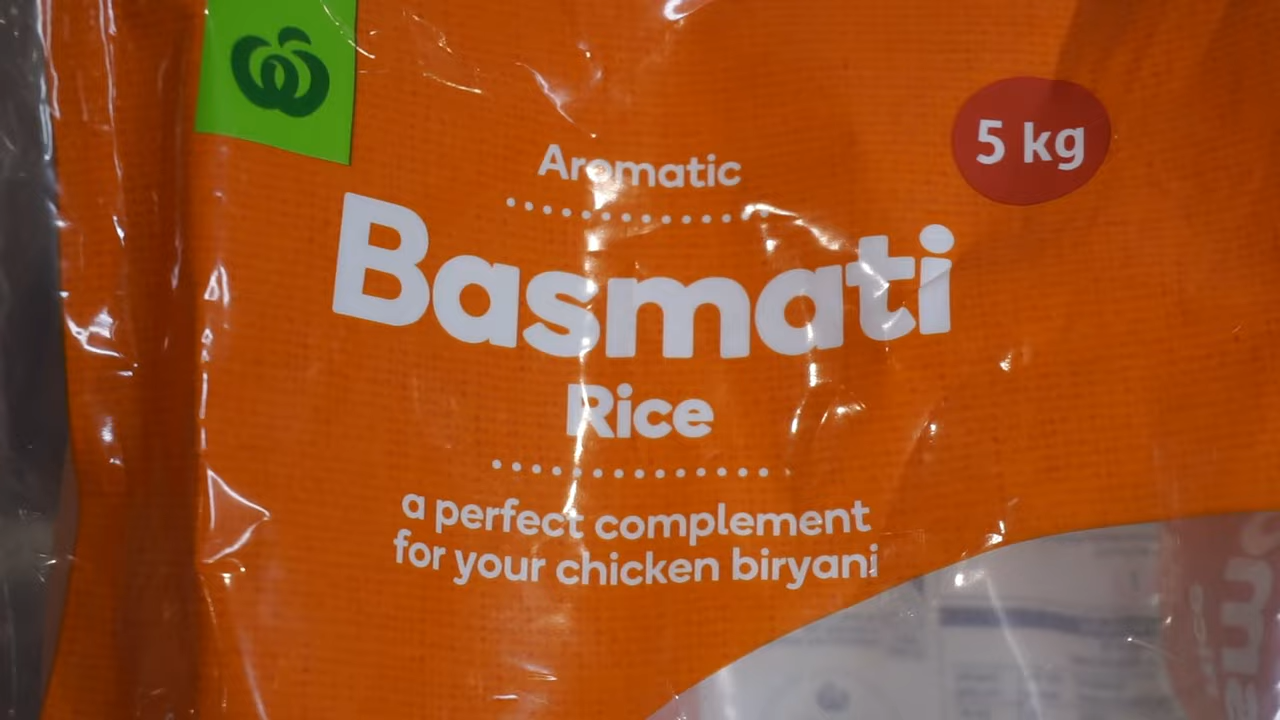 5 kg
Aromatic
Basmati
Rice
a perfect complement
for your chicken biryani